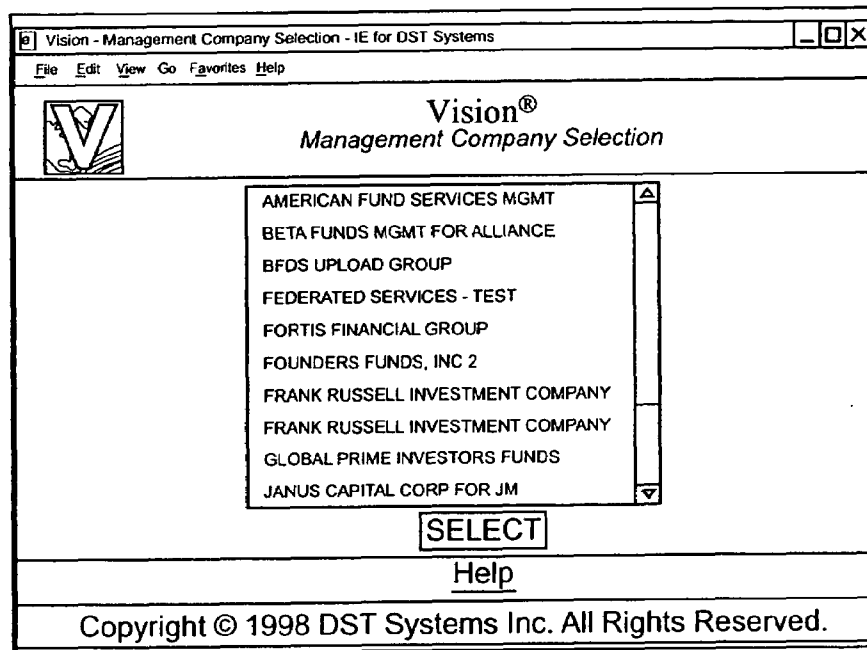 Vision - Management Company Selection - IE for DST Systems
File Edit View Go Favorites Help
V
Vision®
Management Company Selection
AMERICAN FUND SERVICES MGMT
BETA FUNDS MGMT FOR ALLIANCE
BFDS UPLOAD GROUP
FEDERATED SERVICES - TEST
FORTIS FINANCIAL GROUP
FOUNDERS FUNDS, INC 2
FRANK RUSSELL INVESTMENT COMPANY
FRANK RUSSELL INVESTMENT COMPANY
GLOBAL PRIME INVESTORS FUNDS
JANUS CAPITAL CORP FOR JM
SELECT
Help
Copyright © 1998 DST Systems Inc. All Rights Reserved.